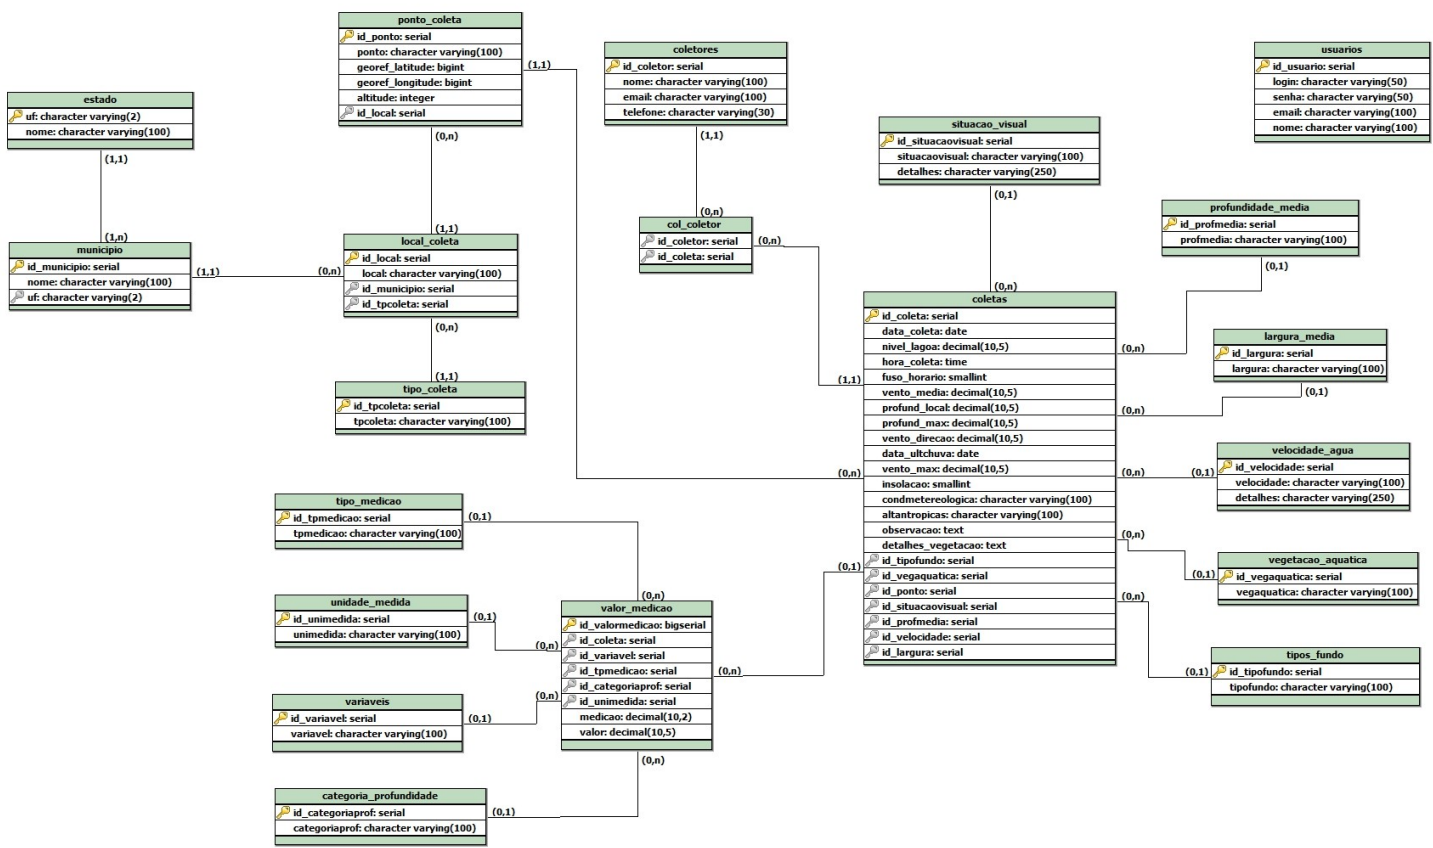 ponto_coleta
id_ponto: serial
ponto: character varying(100)
georef_latitude: bigint
georef_longitude: bigint
altitude: integer
id_local: serial
(1,1)
(0,n)
coletores
id_coletor: serial
nome: character varying(100)
email: character varying(100)
telefone: character varying(30)
(1,1)
usuarios
id_usuario: serial
login: character varying(50)
senha: character varying(50)
email: character varying(100)
nome: character varying(100)
estado
uf: character varying(2)
nome: character varying(100)
(1,1)
(1,n)
situacao_visual
id_situacaovisual: serial
situacaovisual: character varying(100)
detalhes: character varying(250)
(0,1)
(0,n)
municipio
id_municipio: serial
nome: character varying(100)
uf: character varying(2)
(1,1)
(0,n)
(1,1)
local_coleta
id_local: serial
local: character varying(100)
id_municipio: serial
id_tpcoleta: serial
(0,n)
(1,1)
tipo_coleta
id_tpcoleta: serial
tpcoleta: character varying(100)
(0,n)
col_coletor
id_coletor: serial
id_coleta: serial
(0,n)
(1,1)
(0,n)
profundidade_media
id_profmedia: serial
profmedia: character varying(100)
(0,1)
(0,n)
coletas
id_coleta: serial
data_coleta: date
nivel_lagoa: decimal(10,5)
hora_coleta: time
fuso_horario: smallint
vento_media: decimal(10,5)
profund_local: decimal(10,5)
profund_max: decimal(10,5)
vento_direcao: decimal(10,5)
data_ultchuva: date
vento_max: decimal(10,5)
insolacao: smallint
condmetereologica: character varying(100)
altantropicas: character varying(100)
observacao: text
detalhes_vegetacao: text
id_tipofundo: serial
id_vegaquatica: serial
id_ponto: serial
id_situacaovisual: serial
id_profmedia: serial
id_velocidade: serial
id_largura: serial
largura_media
id_largura: serial
largura: character varying(100)
(0,1)
(0,n)
velocidade_agua
id_velocidade: serial
velocidade: character varying(100)
detalhes: character varying(250)
(0,n)
(0,1)
vegetacao_aquatica
id_vegaquatica: serial
vegaquatica: character varying(100)
(0,n)
(0,1)
tipos_fundo
id_tipofundo: serial
tipofundo: character varying(100)
(0,n)
(0,1)
tipo_medicao
id_tpmedicao: serial
tpmedicao: character varying(100)
(0,1)
(0,n)
unidade_medida
id_unimedida: serial
unimedida: character varying(100)
(0,1)
(0,n)
valor_medicao
id_valormedicao: bigserial
id_coleta: serial
id_variavel: serial
id_tpmedicao: serial
id_categoriaprof: serial
id_unimedida: serial
medicao: decimal(10,2)
valor: decimal(10,5)
(0,n)
(0,1)
variaveis
id_variavel: serial
variavel: character varying(100)
(0,1)
(0,n)
categoria_profundidade
id_categoriaprof: serial
categoriaprof: character varying(100)
(0,1)
(0,n)